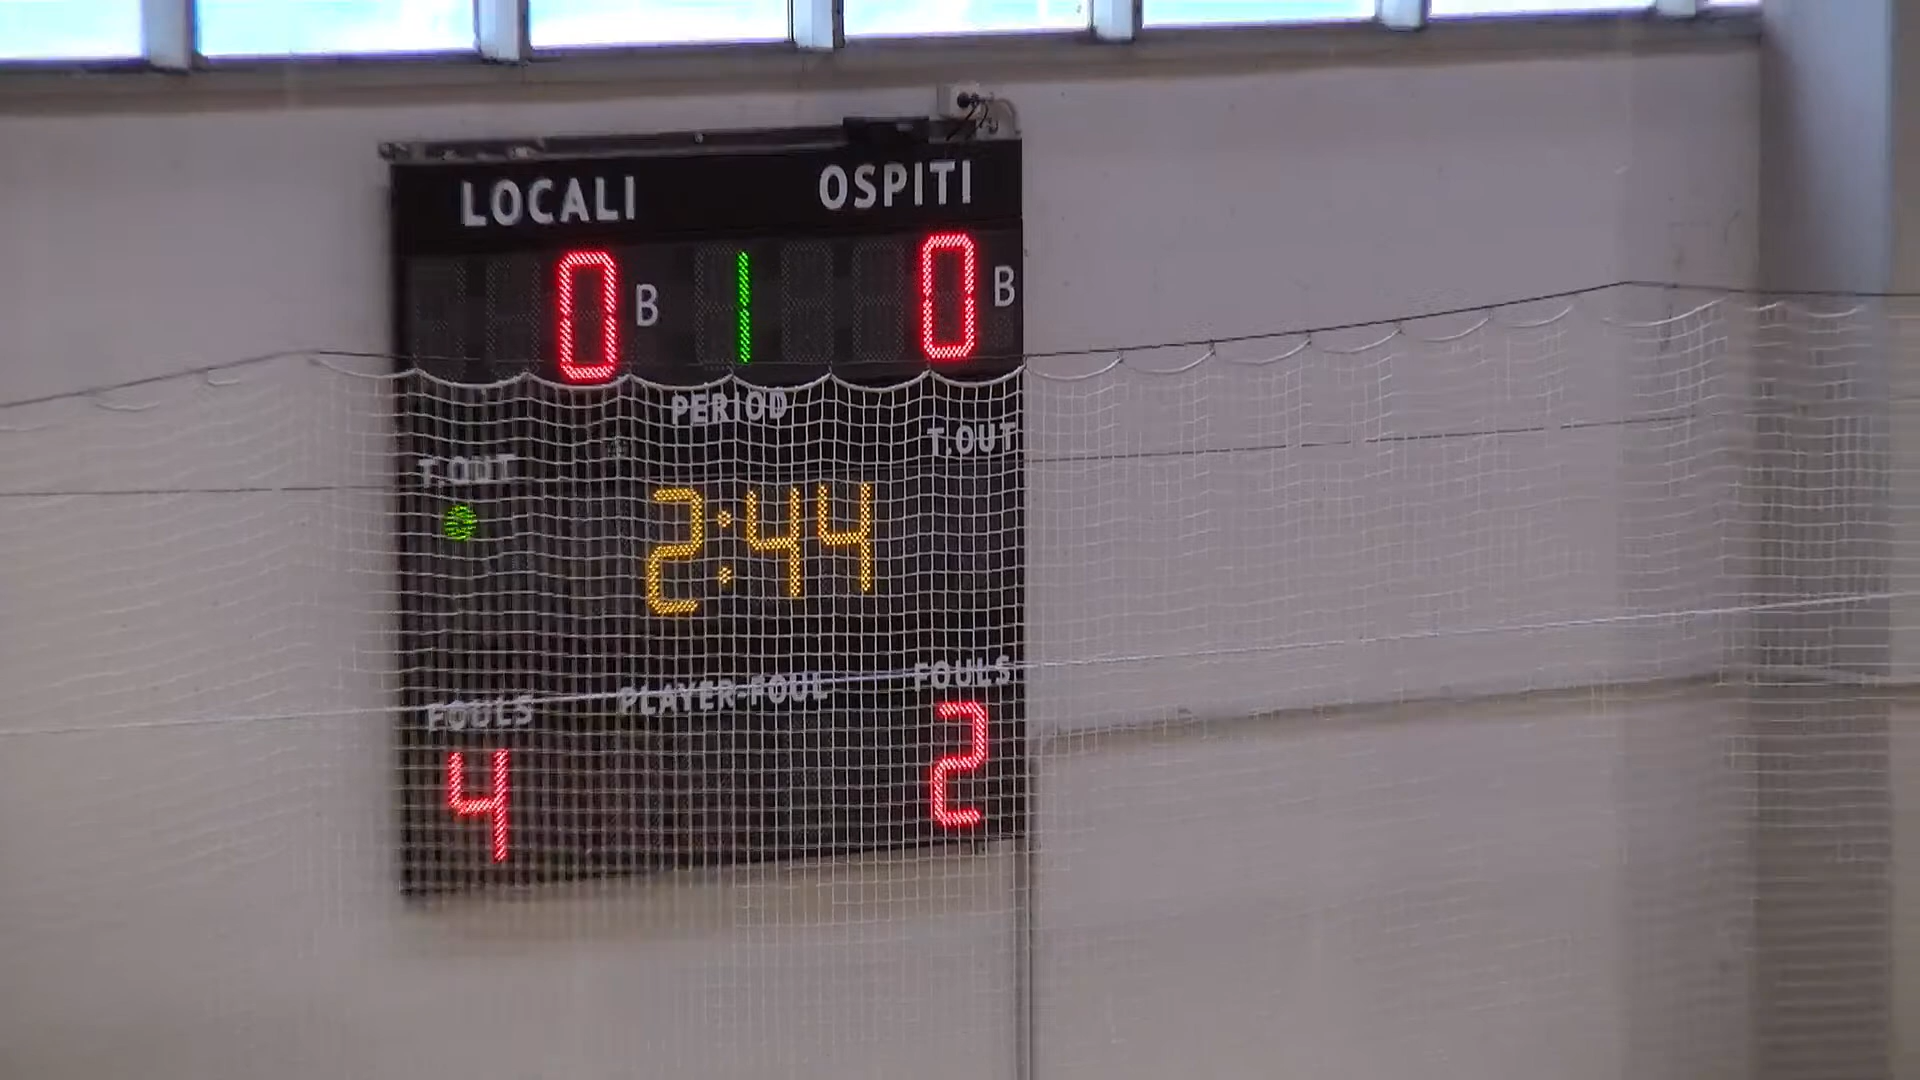 LOCALI OSPITI
0 B 1 0 B
PERIOD
T.OUT T.OUT
2:44
FOULS PLAYER-FOUL FOULS
4 2